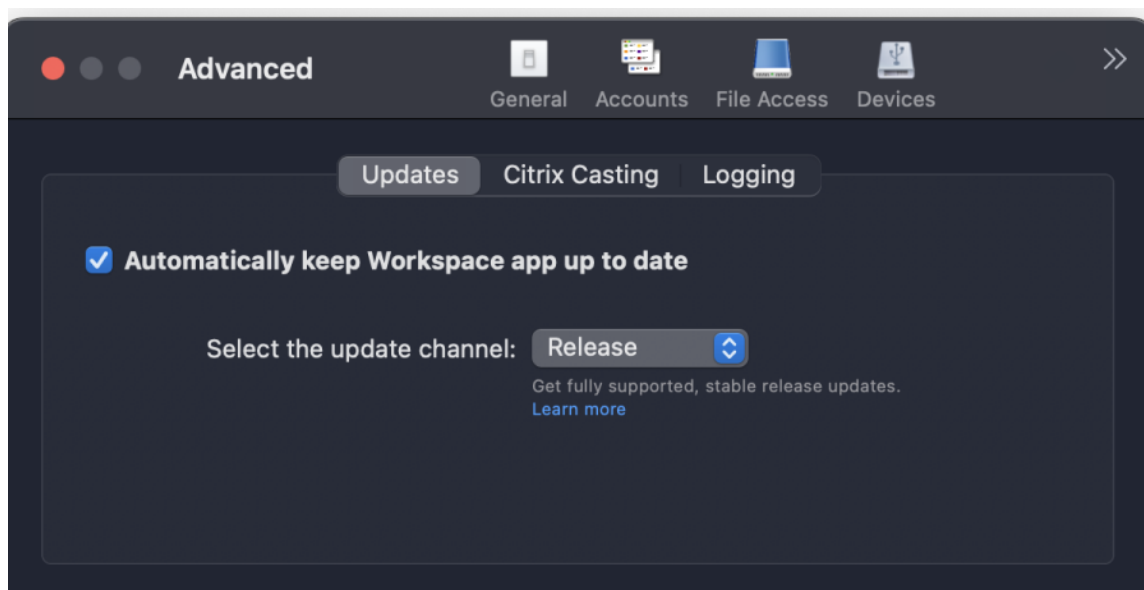 Advanced
General
Accounts
File Access
Devices
Updates
Citrix Casting
Logging
Automatically keep Workspace app up to date
Select the update channel: Release
Get fully supported, stable release updates.
Learn more